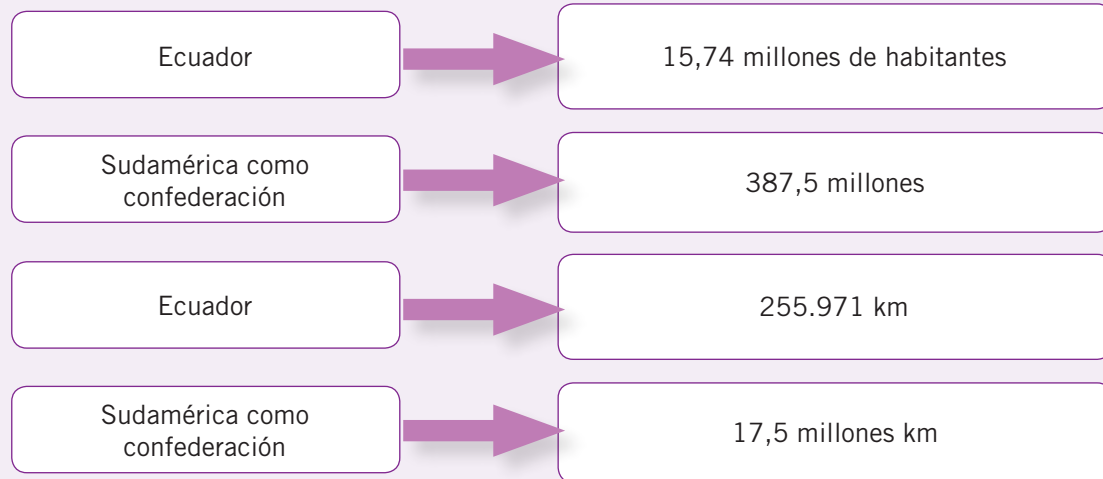 Ecuador
15,74 millones de habitantes
Sudamérica como
confederación
387,5 millones
Ecuador
255.971 km
Sudamérica como
confederación
17,5 millones km